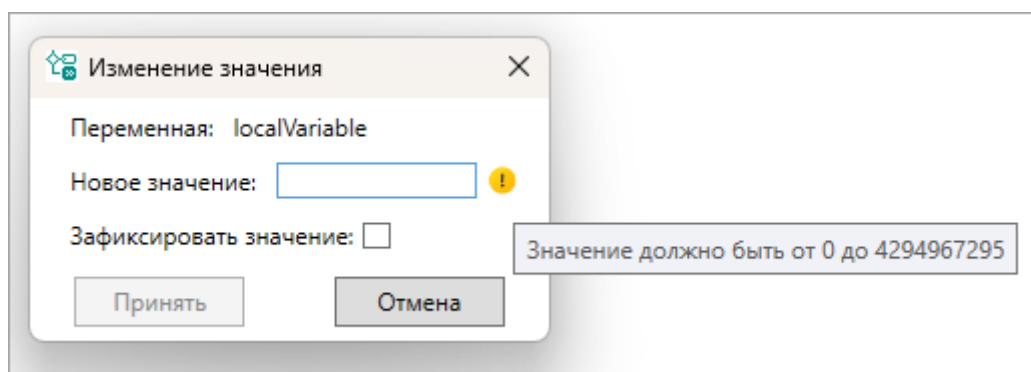 Изменение значения
Переменная: localVariable
Новое значение:
Зафиксировать значение:
Значение должно быть от 0 до 4294967295
Принять Отмена